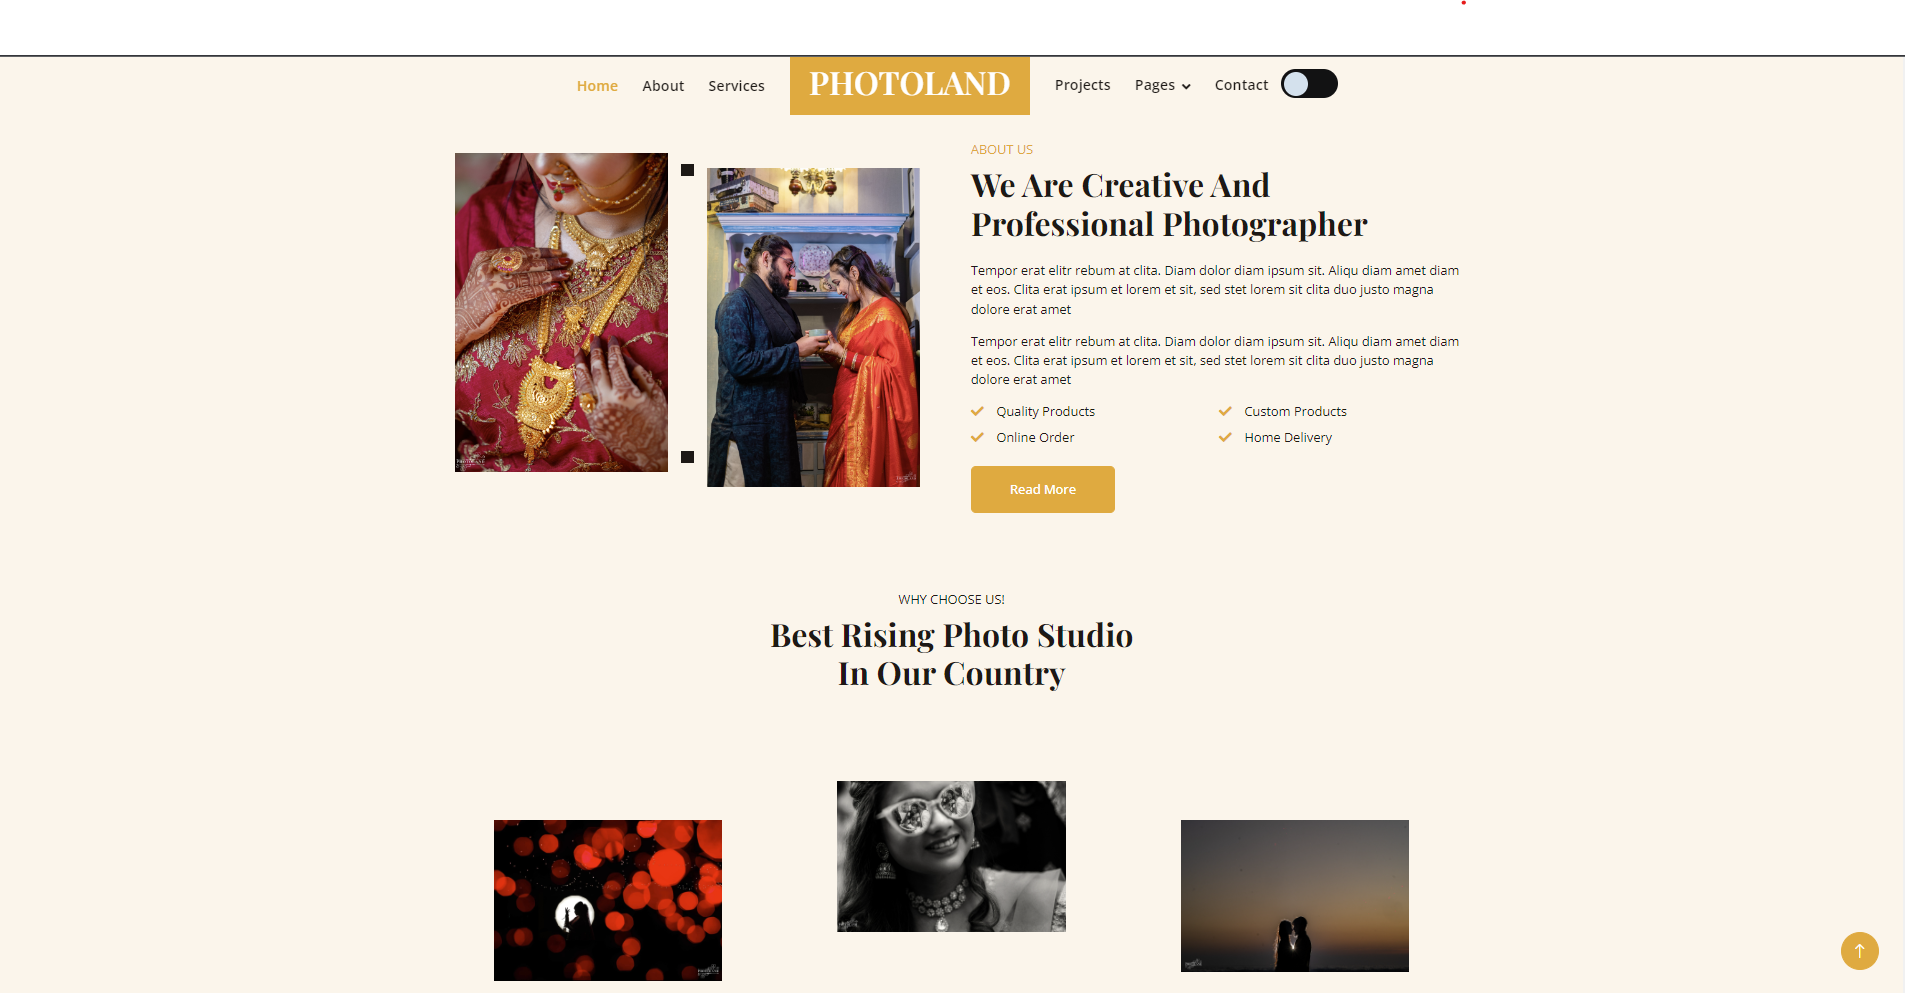 Home About Services PHOTOLAND Projects Pages Contact
ABOUT US
We Are Creative And
Professional Photographer
Tempor erat elitr rebum at clita. Diam dolor diam ipsum sit. Aliqu diam amet diam
et eos. Clita erat ipsum et lorem et sit, sed stet lorem sit clita duo justo magna
dolore erat amet
Tempor erat elitr rebum at clita. Diam dolor diam ipsum sit. Aliqu diam amet diam
et eos. Clita erat ipsum et lorem et sit, sed stet lorem sit clita duo justo magna
dolore erat amet
Quality Products Custom Products
Online Order Home Delivery
Read More
WHY CHOOSE US!
Best Rising Photo Studio
In Our Country